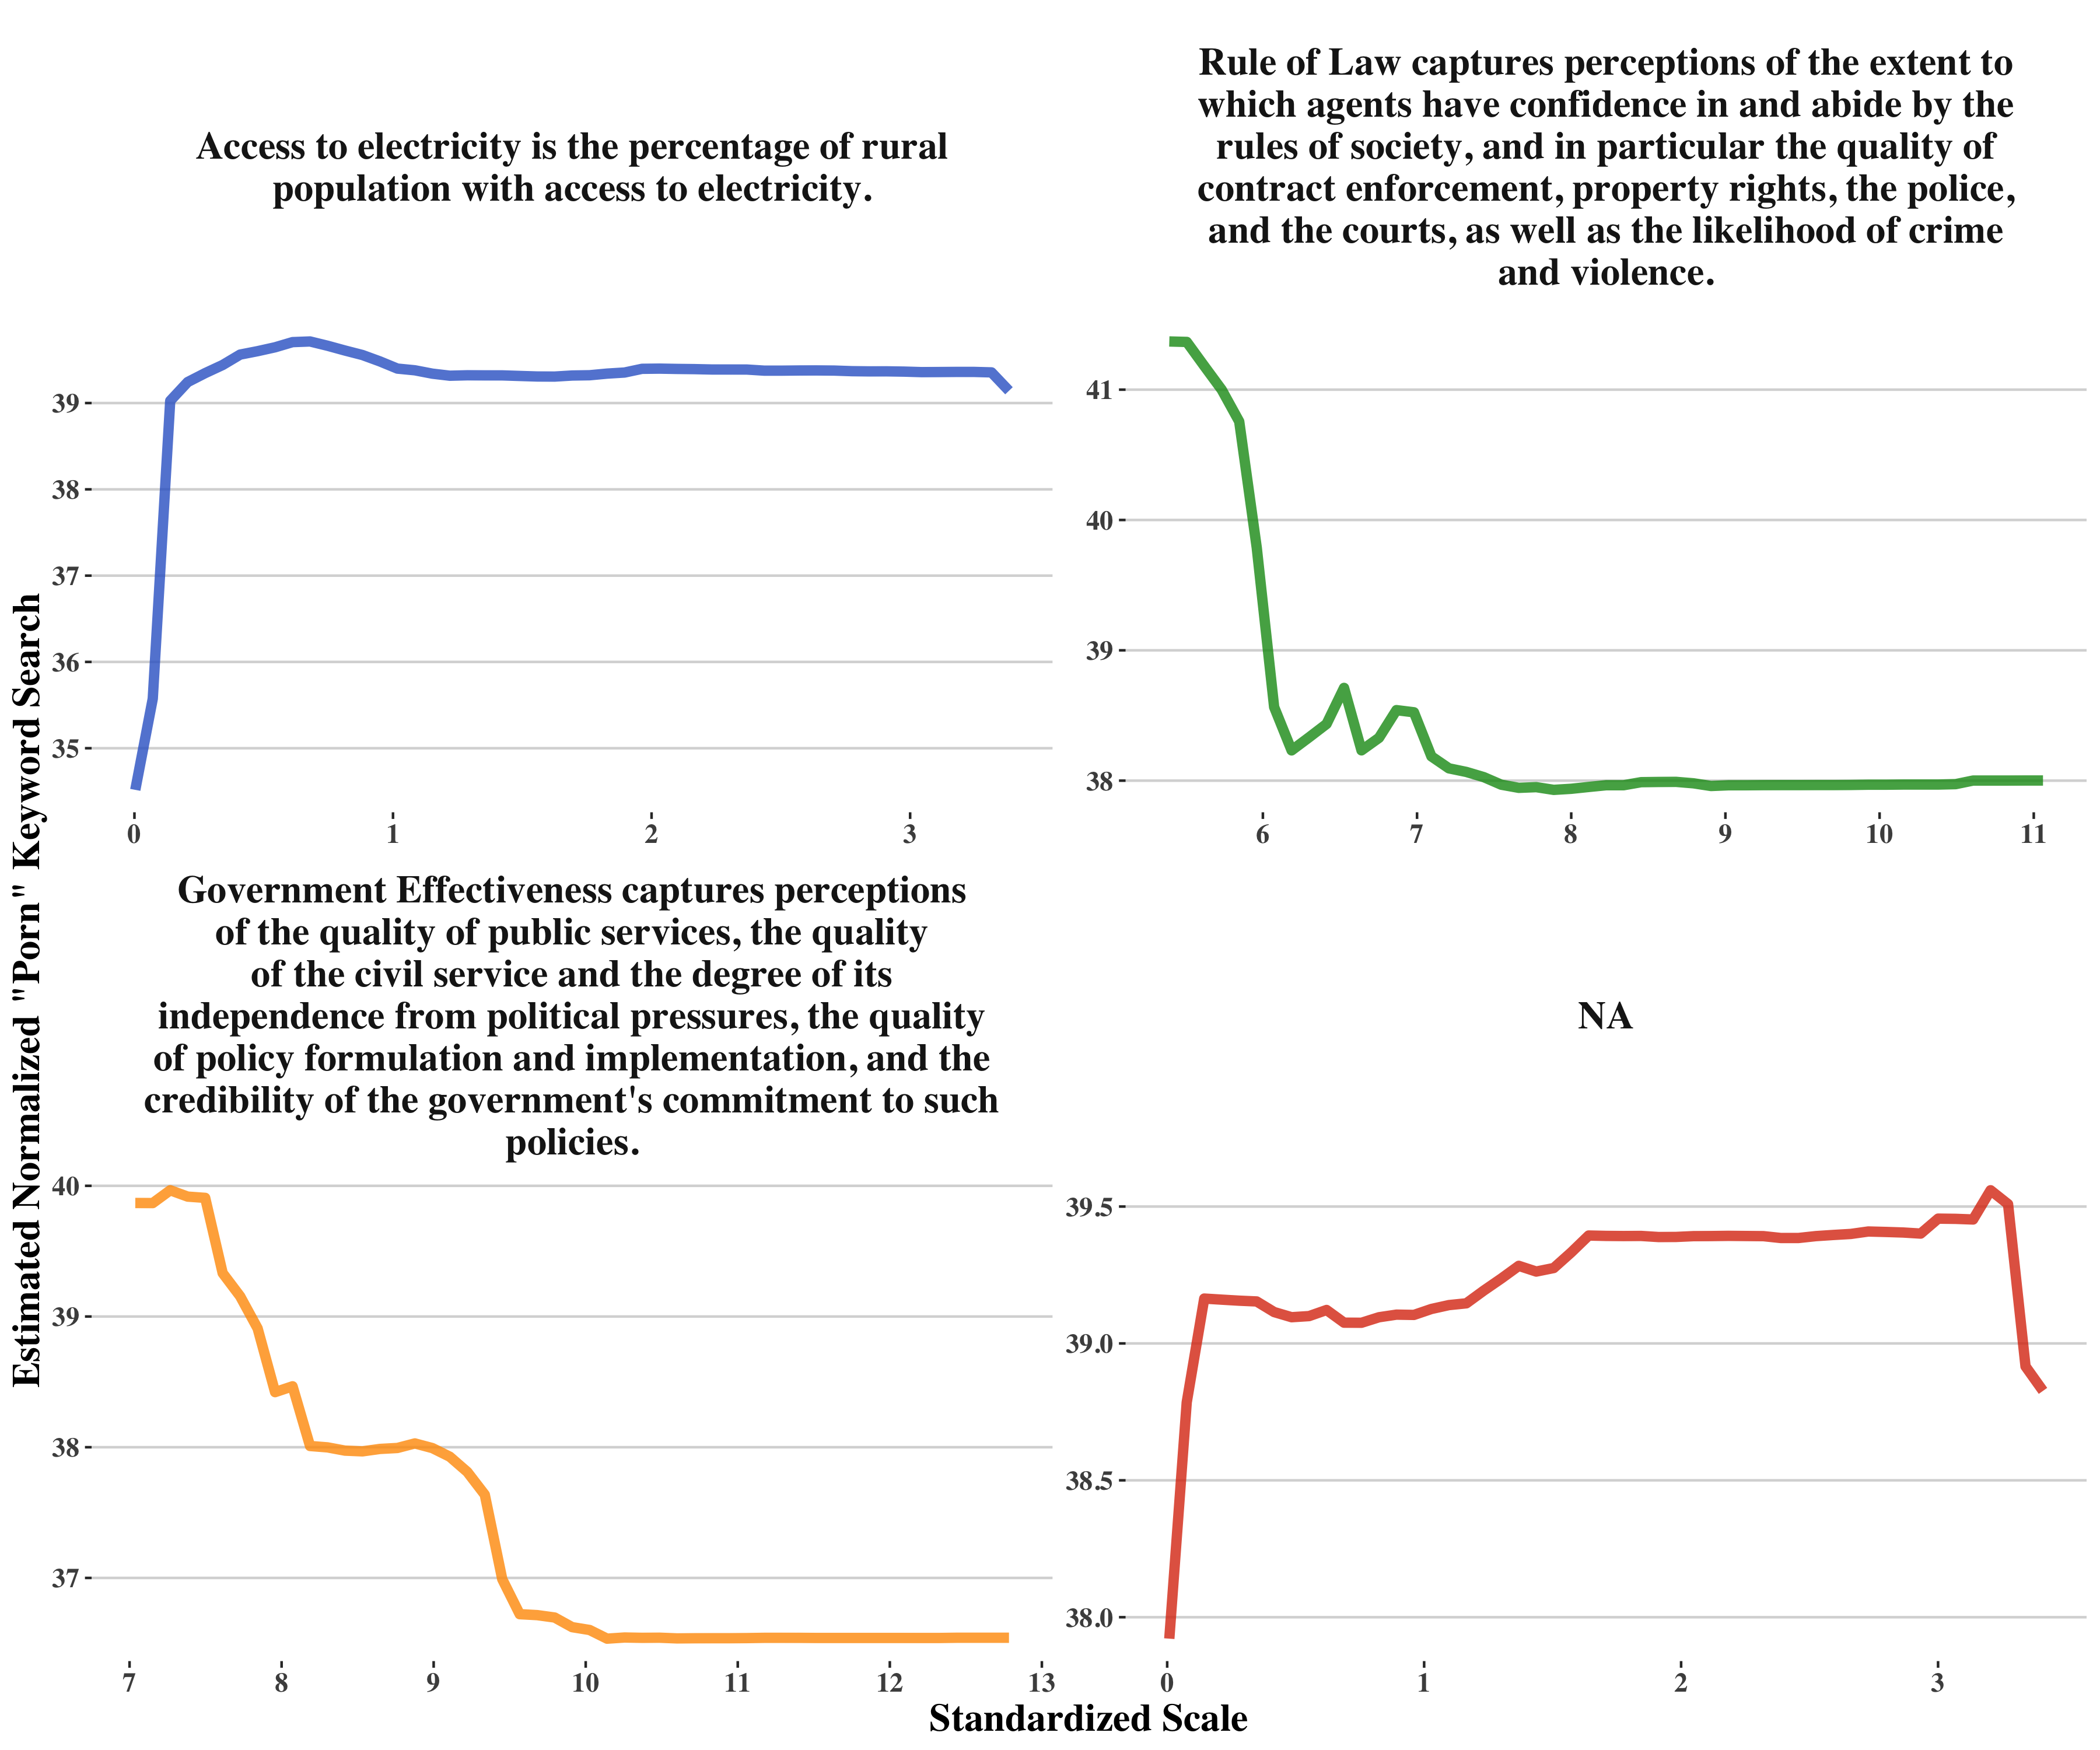 Access to electricity is the percentage of rural
population with access to electricity.
39
38
37
36
35
0 1 2 3
Rule of Law captures perceptions of the extent to
which agents have confidence in and abide by the
rules of society, and in particular the quality of
contract enforcement, property rights, the police,
and the courts, as well as the likelihood of crime
and violence.
41
40
39
38
6 7 8 9 10 11
Government Effectiveness captures perceptions
of the quality of public services, the quality
of the civil service and the degree of its
independence from political pressures, the quality
of policy formulation and implementation, and the
credibility of the government's commitment to such
policies.
40
39
38
37
7 8 9 10 11 12 13
NA
39.5
39.0
38.5
38.0
0 1 2 3
Estimated Normalized "Porn" Keyword Search
Standardized Scale